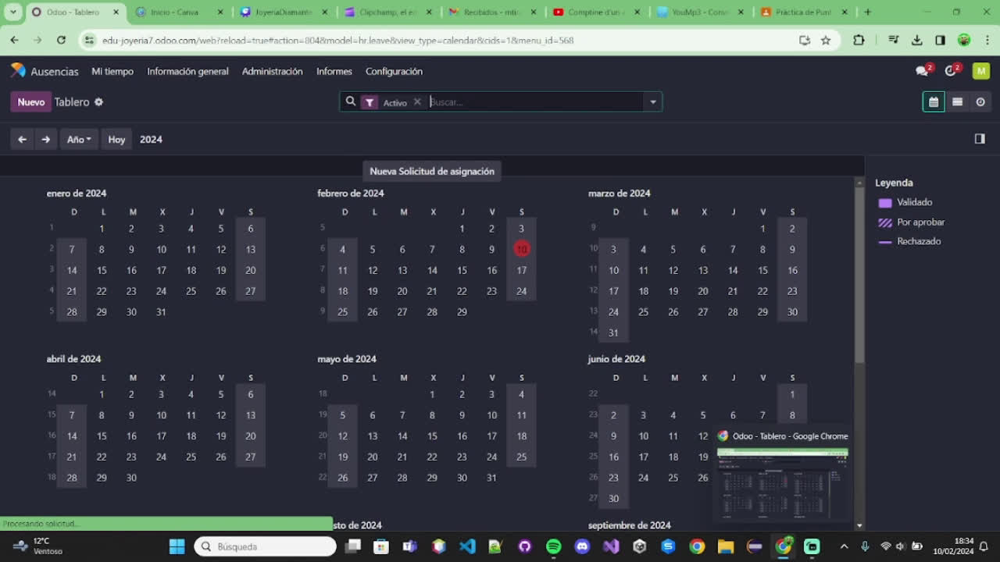 Odoo - Tablero
Inicio - Canva
JoyeriaDiamante
Clipchamp, el en
Recibidos - mti
Comptine d'un
YouMp3 - Conv
Práctica de Punt
edu-joyeria7.odoo.com/web?reload=true#action=804&model=hr.leave&view_type=calendar&cids=1&menu_id=568
Ausencias Mi tiempo Información general Administración Informes Configuración 2 2 M
Nuevo Tablero Activo Buscar...
Año Hoy 2024
Nueva Solicitud de asignación
Leyenda
Validado
Por aprobar
Rechazado
enero de 2024
D L M X J V S
1 1 2 3 4 5 6
2 7 8 9 10 11 12 13
3 14 15 16 17 18 19 20
4 21 22 23 24 25 26 27
5 28 29 30 31
febrero de 2024
D L M X J V S
5 1 2 3
6 4 5 6 7 8 9 10
7 11 12 13 14 15 16 17
8 18 19 20 21 22 23 24
9 25 26 27 28 29
marzo de 2024
D L M X J V S
9 1 2
10 3 4 5 6 7 8 9
11 10 11 12 13 14 15 16
12 17 18 19 20 21 22 23
13 24 25 26 27 28 29 30
14 31
abril de 2024
D L M X J V S
14 1 2 3 4 5 6
15 7 8 9 10 11 12 13
16 14 15 16 17 18 19 20
17 21 22 23 24 25 26 27
18 28 29 30
mayo de 2024
D L M X J V S
18 1 2 3 4
19 5 6 7 8 9 10 11
20 12 13 14 15 16 17 18
21 19 20 21 22 23 24 25
22 26 27 28 29 30 31
junio de 2024
D L M X J V S
22 1
23 2 3 4 5 6 7 8
24 9 10 11 12
25 16 17 18 19
26 23 24 25 26
27 30
Odoo - Tablero - Google Chrome
Procesando solicitud...
sto de 2024
septiembre de 2024
12°C
Ventoso
Búsqueda
18:34
10/02/2024